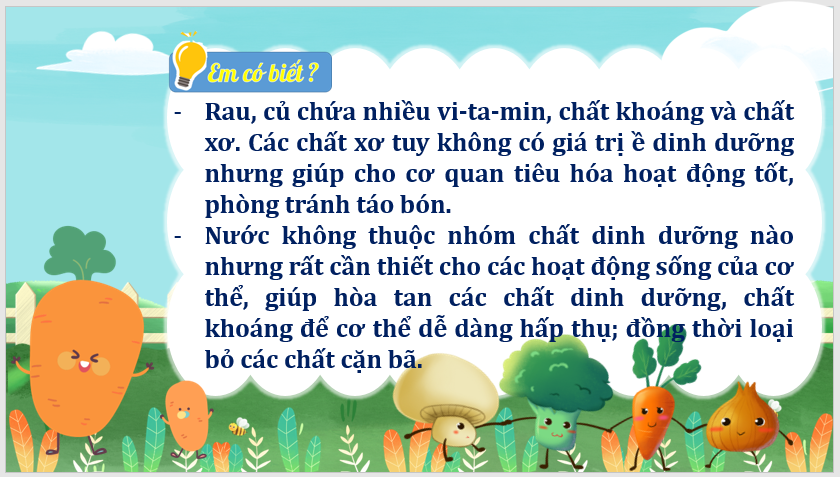 Em có biết ?
- Rau, củ chứa nhiều vi-ta-min, chất khoáng và chất
xơ. Các chất xơ tuy không có giá trị ề dinh dưỡng
nhưng giúp cho cơ quan tiêu hóa hoạt động tốt,
phòng tránh táo bón.
- Nước không thuộc nhóm chất dinh dưỡng nào
nhưng rất cần thiết cho các hoạt động sống của cơ
thể, giúp hòa tan các chất dinh dưỡng, chất
khoáng để cơ thể dễ dàng hấp thụ; đồng thời loại
bỏ các chất cặn bã.